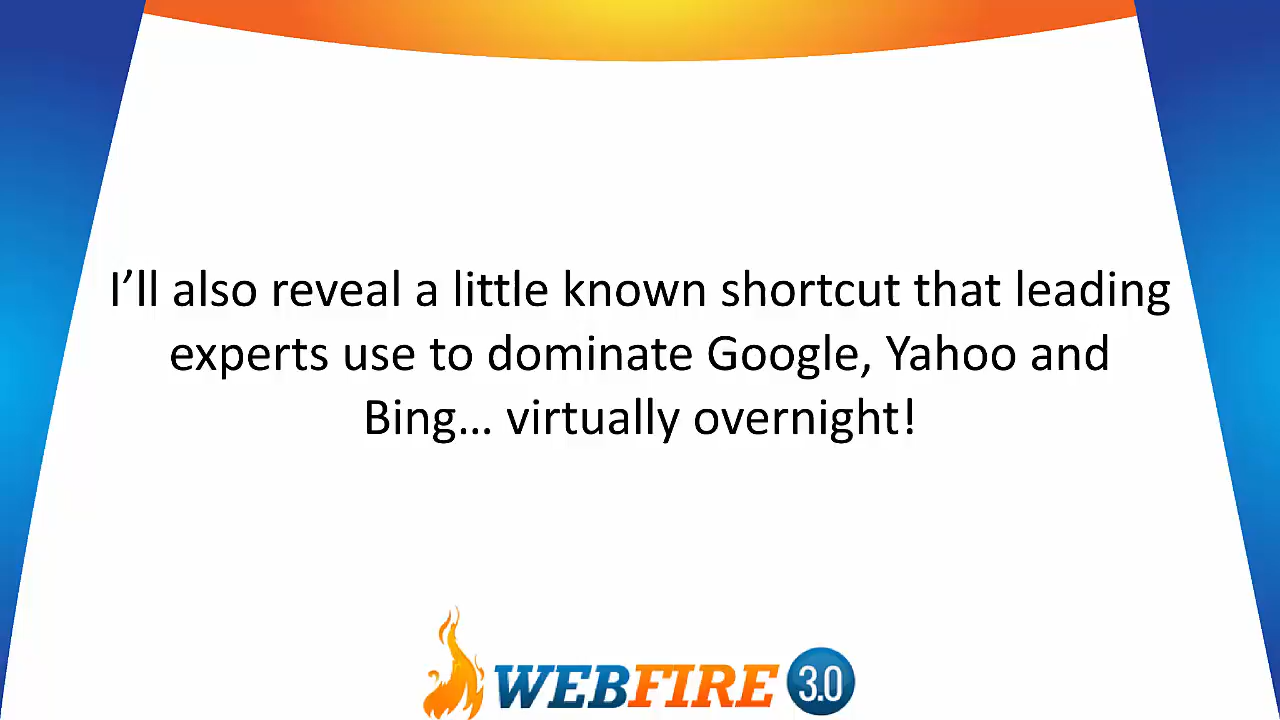 I’ll also reveal a little known shortcut that leading
experts use to dominate Google, Yahoo and
Bing… virtually overnight!
WEBFIRE 3.0